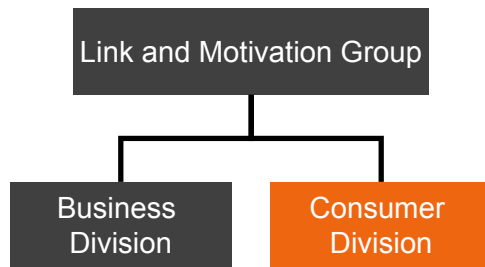 Link and Motivation Group
Business
Division
Consumer
Division